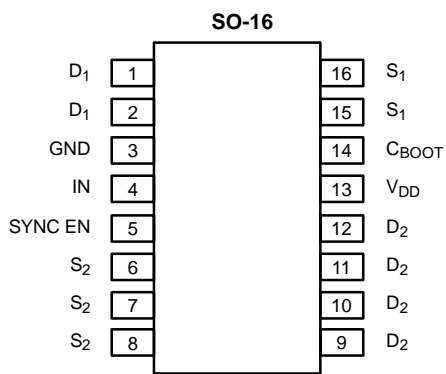 SO-16
D1 1 16 S1
D1 2 15 S1
GND 3 14 CBOOT
IN 4 13 VDD
SYNC EN 5 12 D2
S2 6 11 D2
S2 7 10 D2
S2 8 9 D2